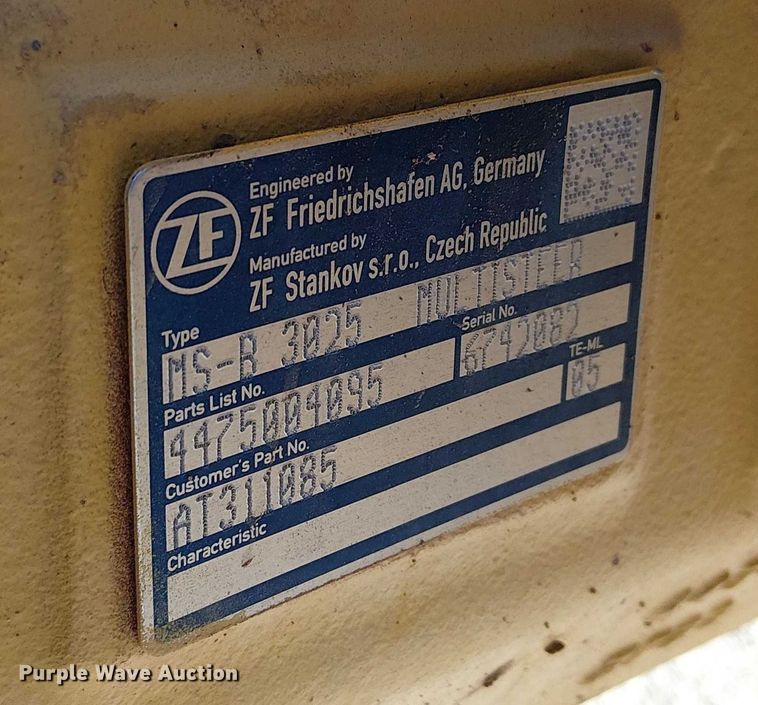 ZF
Engineered by
ZF Friedrichshafen AG, Germany
Manufactured by
ZF Stankov s.r.o., Czech Republic
Type
MS-B 3025 MULTISTEER
Parts List No.
Serial No.
4475004095
6742082
TE-ML
05
Customer's Part No.
AT311085
Characteristic
Purple Wave Auction